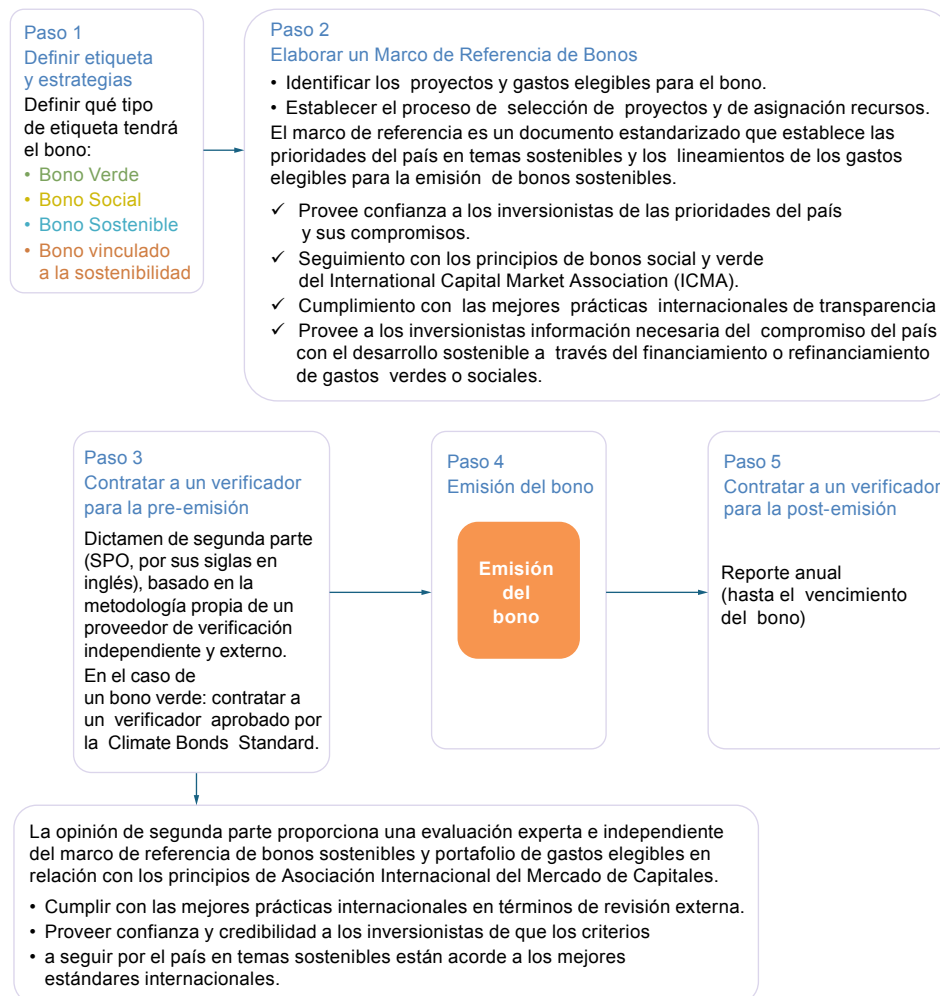 Paso 1
Definir etiqueta
y estrategias
Definir qué tipo
de etiqueta tendrá
el bono:
• Bono Verde
• Bono Social
• Bono Sostenible
• Bono vinculado
a la sostenibilidad
Paso 2
Elaborar un Marco de Referencia de Bonos
• Identificar los proyectos y gastos elegibles para el bono.
• Establecer el proceso de selección de proyectos y de asignación recursos.
El marco de referencia es un documento estandarizado que establece las
prioridades del país en temas sostenibles y los lineamientos de los gastos
elegibles para la emisión de bonos sostenibles.
✓ Provee confianza a los inversionistas de las prioridades del país
y sus compromisos.
✓ Seguimiento con los principios de bonos social y verde
del International Capital Market Association (ICMA).
✓ Cumplimiento con las mejores prácticas internacionales de transparencia
✓ Provee a los inversionistas información necesaria del compromiso del país
con el desarrollo sostenible a través del financiamiento o refinanciamiento
de gastos verdes o sociales.
Paso 3
Contratar a un verificador
para la pre-emisión
Dictamen de segunda parte
(SPO, por sus siglas en
inglés), basado en la
metodología propia de un
proveedor de verificación
independiente y externo.
En el caso de
un bono verde: contratar a
un verificador aprobado por
la Climate Bonds Standard.
Paso 4
Emisión del bono
Emisión
del
bono
Paso 5
Contratar a un verificador
para la post-emisión
Reporte anual
(hasta el vencimiento
del bono)
La opinión de segunda parte proporciona una evaluación experta e independiente
del marco de referencia de bonos sostenibles y portafolio de gastos elegibles en
relación con los principios de Asociación Internacional del Mercado de Capitales.
• Cumplir con las mejores prácticas internacionales en términos de revisión externa.
• Proveer confianza y credibilidad a los inversionistas de que los criterios
• a seguir por el país en temas sostenibles están acorde a los mejores
estándares internacionales.